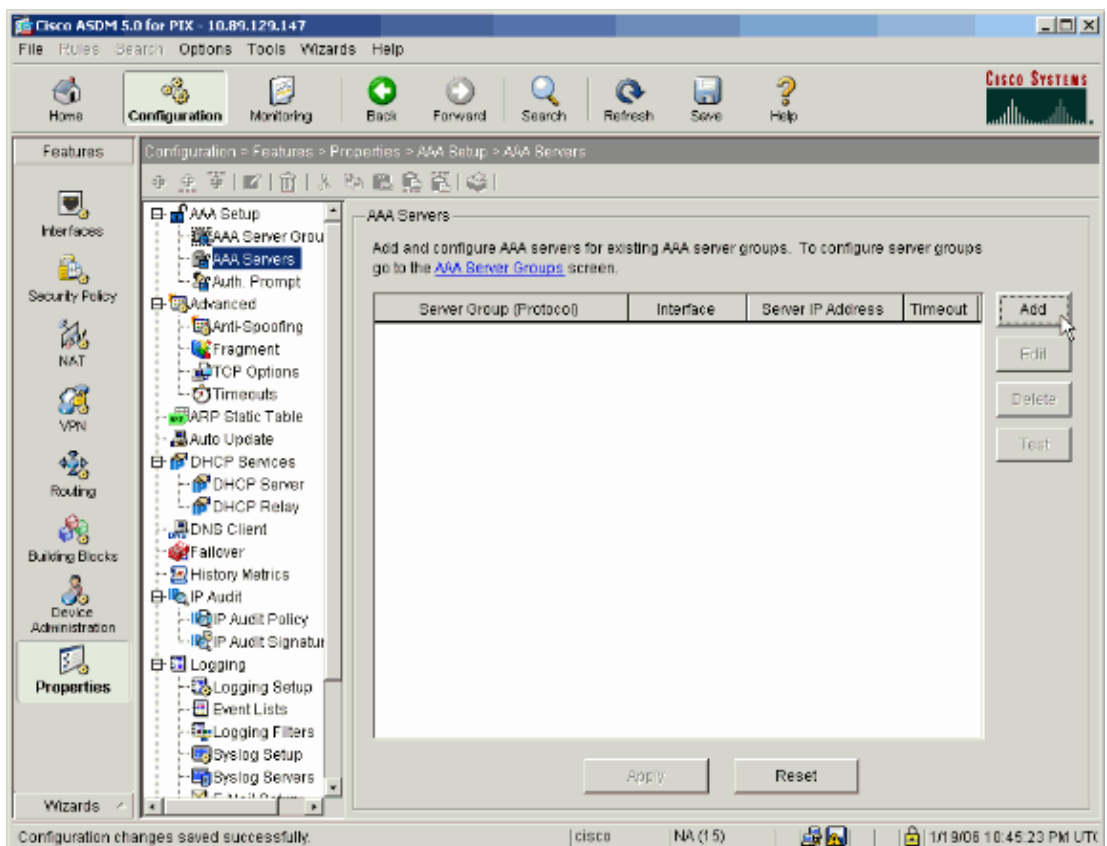 Cisco ASDM 5.0 for PIX - 10.89.129.147
File Rules Search Options Tools Wizards Help
Home Configuration Monitoring Back Forward Search Refresh Save Help
CISCO SYSTEMS
Features
Configuration > Features > Properties > AAA Setup > AAA Servers
Interfaces
Security Policy
NAT
VPN
Routing
Building Blocks
Device Administration
Properties
Wizards
AAA Setup
AAA Server Grou
AAA Servers
Auth. Prompt
Advanced
Anti-Spoofing
Fragment
TCP Options
Timeouts
ARP Static Table
Auto Update
DHCP Services
DHCP Server
DHCP Relay
DNS Client
Failover
History Metrics
IP Audit
IP Audit Policy
IP Audit Signatur
Logging
Logging Setup
Event Lists
Logging Filters
Syslog Setup
Syslog Servers
AAA Servers
Add and configure AAA servers for existing AAA server groups. To configure server groups
go to the AAA Server Groups screen.
Server Group (Protocol) Interface Server IP Address Timeout
Add
Edit
Delete
Test
Apply Reset
Configuration changes saved successfully. cisco NA (15) 1/19/06 10:45:23 PM UTC